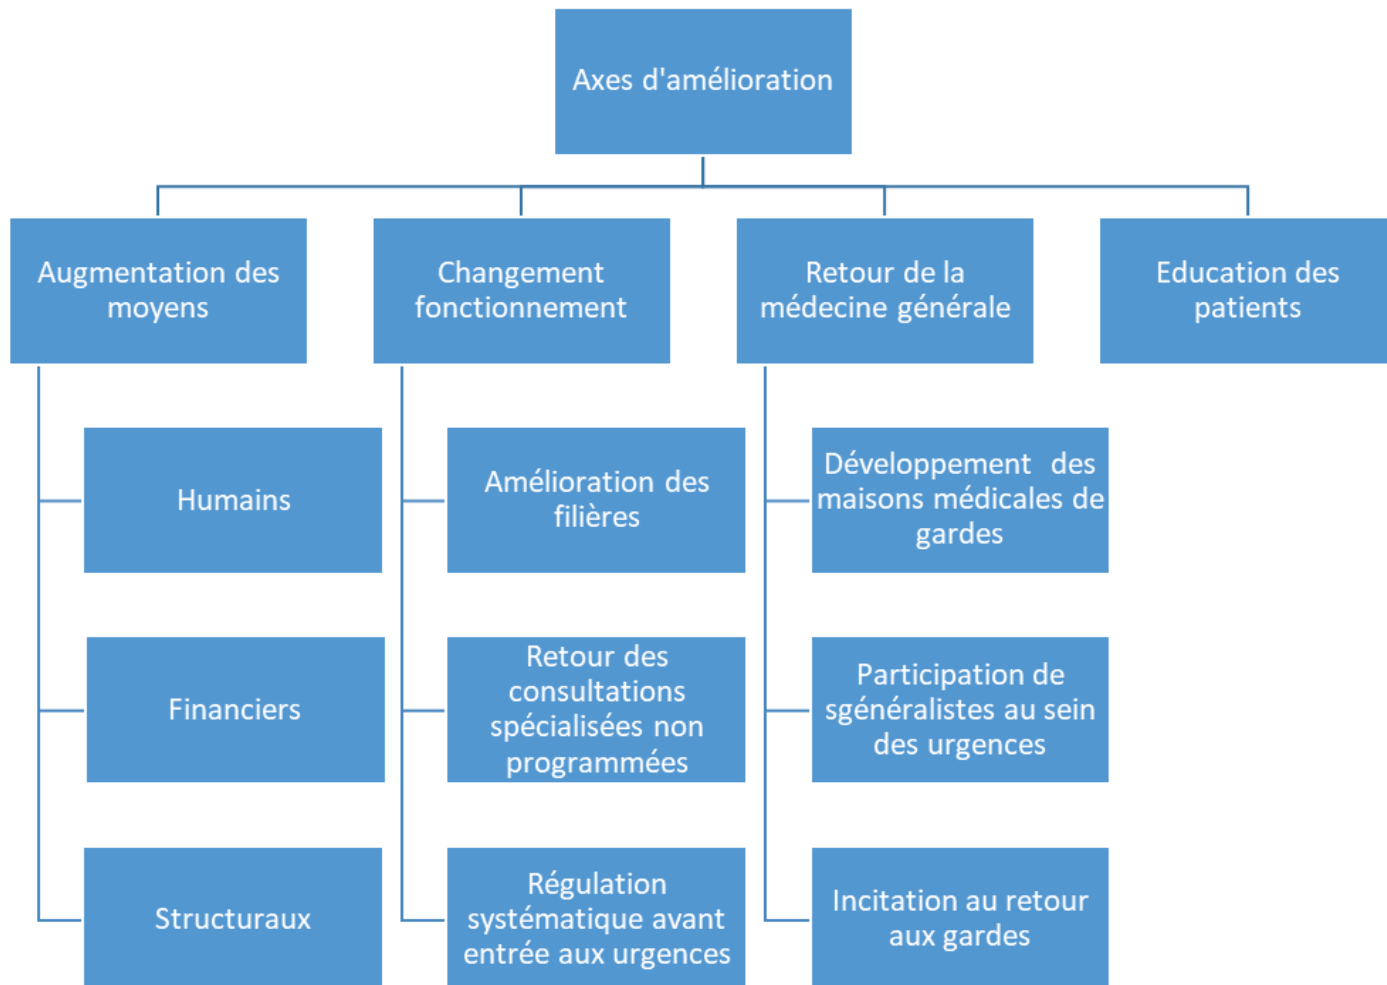 Axes d'amélioration
Augmentation des
moyens
Changement
fonctionnement
Retour de la
médecine générale
Education des
patients
Humains
Amélioration des
filières
Développement des
maisons médicales de
gardes
Financiers
Retour des
consultations
spécialisées non
programmées
Participation de
sgénéralistes au sein
des urgences
Structuraux
Régulation
systématique avant
entrée aux urgences
Incitation au retour
aux gardes